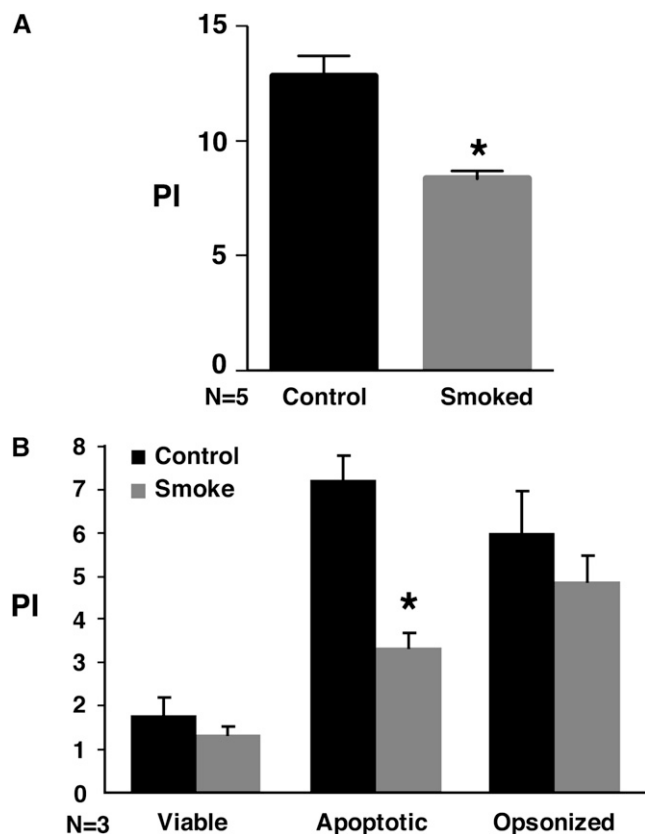 A
15
10
PI
*
5
0
N=5 Control Smoked
B
8
Control
7
Smoke
6
5
PI
4
*
3
2
1
0
N=3 Viable Apoptotic Opsonized